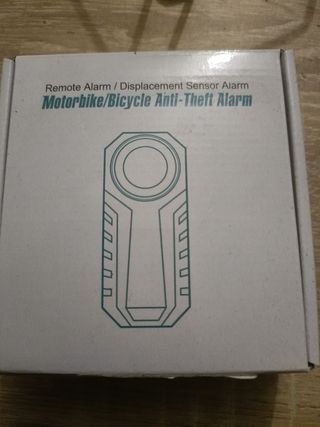 Remote Alarm / Displacement Sensor Alarm
Motorbike/Bicycle Anti-Theft Alarm